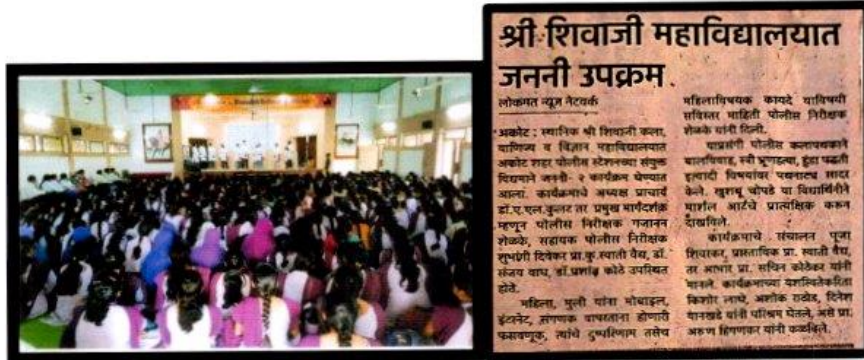 श्री शिवाजी महाविद्यालयात
जननी उपक्रम
लोकमत न्यूज नेटवर्क
अकोट : स्थानिक श्री शिवाजी कला,
वाणिज्य व विज्ञान महाविद्यालयात
अकोट शहर पोलीस स्टेशनच्या संयुक्त
विद्यमाने जननी- २ कार्यक्रम घेण्यात
आला. कार्यक्रमाचे अध्यक्ष प्राचार्य
डॉ.ए.एल.कुलट तर प्रमुख मार्गदर्शक
म्हणून पोलीस निरीक्षक गजानन
शेळके, सहायक पोलीस निरीक्षक
शुभांगी दिवेकर प्रा.कु.स्वाती वैद्य, डॉ.
संजय वाघ, डॉ.प्रशांत कोठे उपस्थित
होते.
महिला, मुली यांना मोबाइल,
इंटरनेट, संगणक वापरताना होणारी
फसवणूक, त्यांचे दुष्परिणाम तसेच
महिलाविषयक कायदे याविषयी
सविस्तर माहिती पोलीस निरीक्षक
शेळके यांनी दिली.
याप्रसंगी पोलीस कलापथकाने
बालविवाह, स्त्री भ्रूणहत्या, हुंडा पद्धती
इत्यादी विषयांवर पथनाट्य सादर
केले. खुशबू चोपडे या विद्यार्थिनीने
मार्शल आर्टचे प्रात्यक्षिक करून
दाखविले.
कार्यक्रमाचे संचालन पूजा
शिवारकर, प्रास्ताविक प्रा. स्वाती वैद्य,
तर आभार प्रा. सचिन कोठेकर यांनी
मानले. कार्यक्रमाच्या यशस्वितेकरिता
किशोर लाधे, अशोक राठोड, दिनेश
यांनी परिश्रम घेतले, असे प्रा.
अरुण हिंगणकर यांनी कळविले.